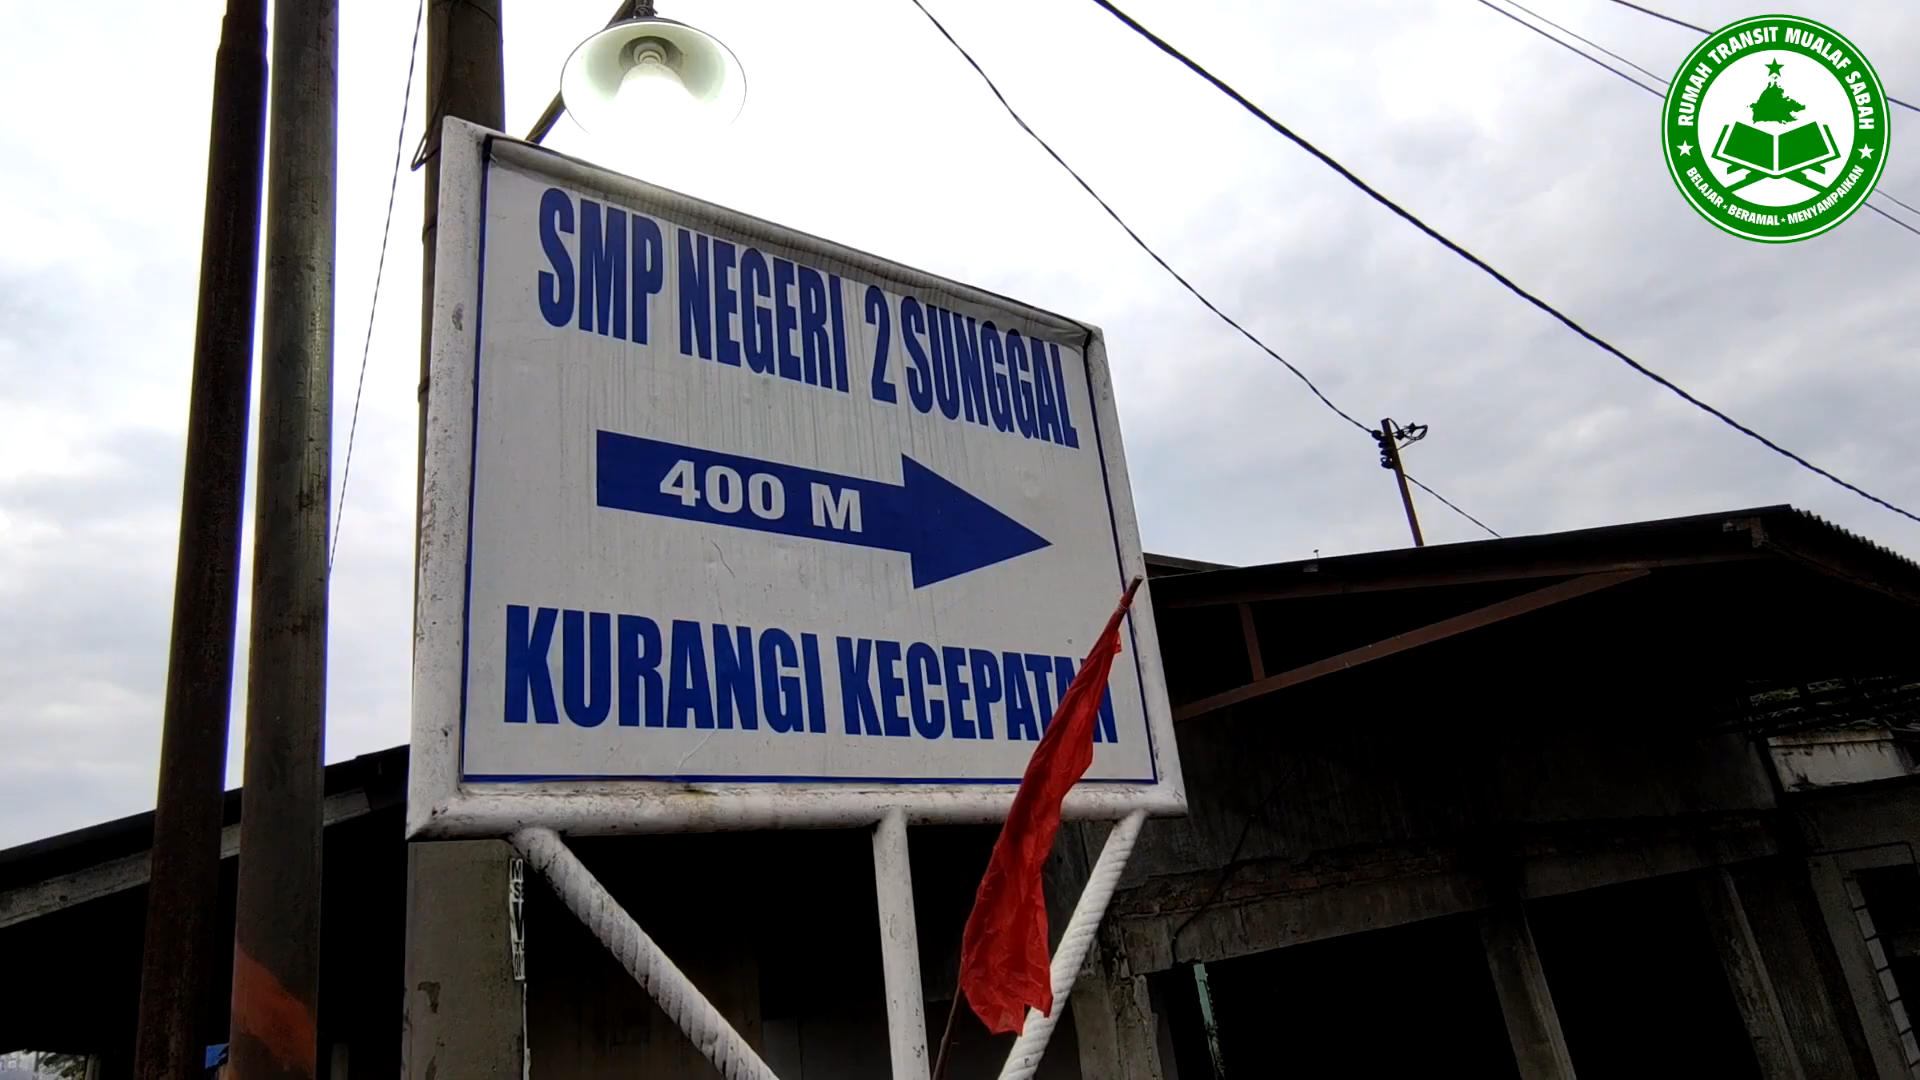 SMP NEGERI 2 SUNGGAL
400 M
KURANGI KECEPATAN
RUMAH TRANSIT MUALAF SABAH
BELAJAR • BERAMAL • MENYAMPAIKAN